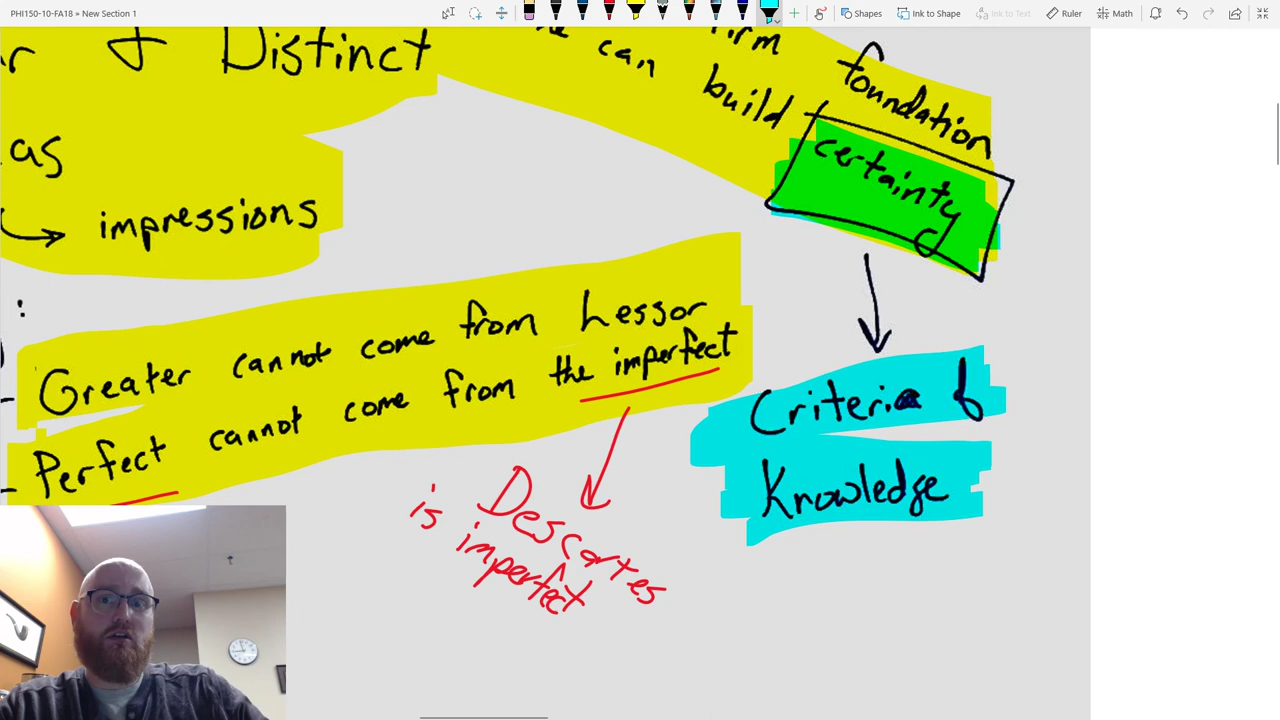 PHI150-10-FA18 » New Section 1
Shapes
Ink to Shape
Ink to Text
Ruler
Math
& Distinct
can
build
foundation
certainty
as
impressions
:
- Greater cannot come from Lessor
- Perfect cannot come from the imperfect
Descartes
is imperfect
Criteria of
Knowledge